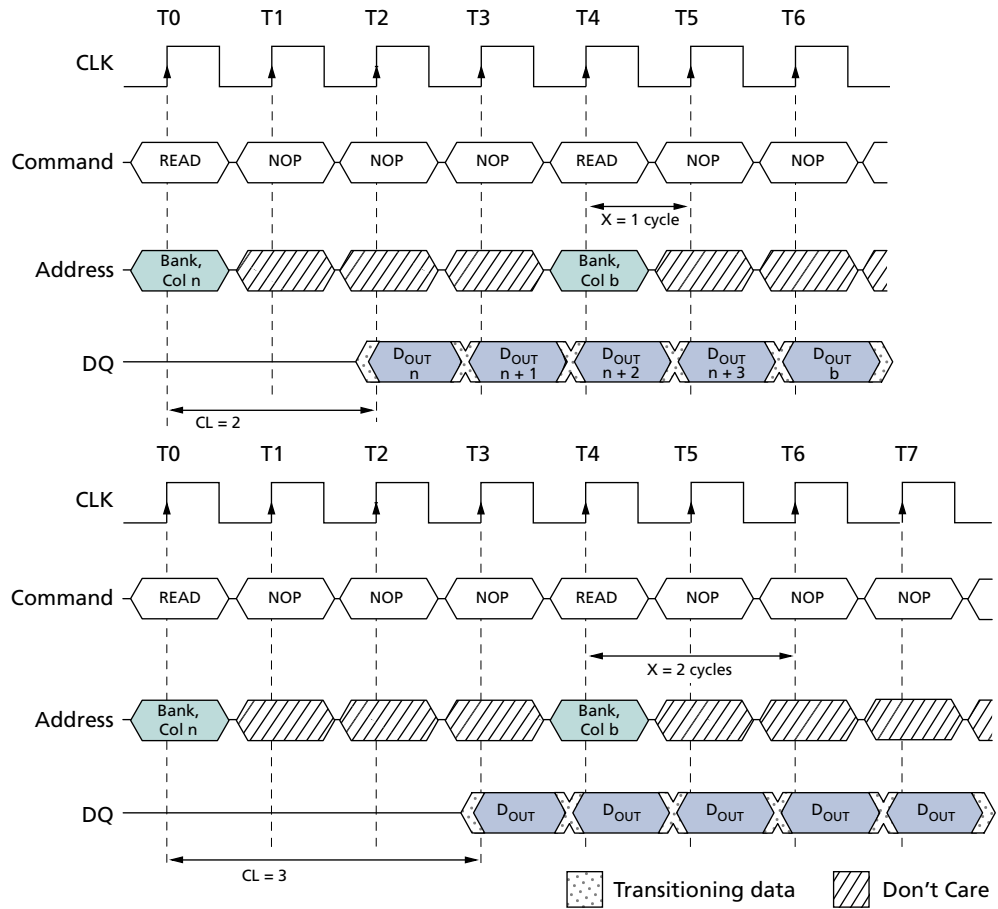 T0 T1 T2 T3 T4 T5 T6
CLK
Command READ NOP NOP NOP READ NOP NOP
X = 1 cycle
Address Bank, Col n Bank, Col b
DQ DOUT n DOUT n + 1 DOUT n + 2 DOUT n + 3 DOUT b
CL = 2
T0 T1 T2 T3 T4 T5 T6 T7
CLK
Command READ NOP NOP NOP READ NOP NOP NOP
X = 2 cycles
Address Bank, Col n Bank, Col b
DQ DOUT DOUT DOUT DOUT DOUT
CL = 3
Transitioning data Don't Care